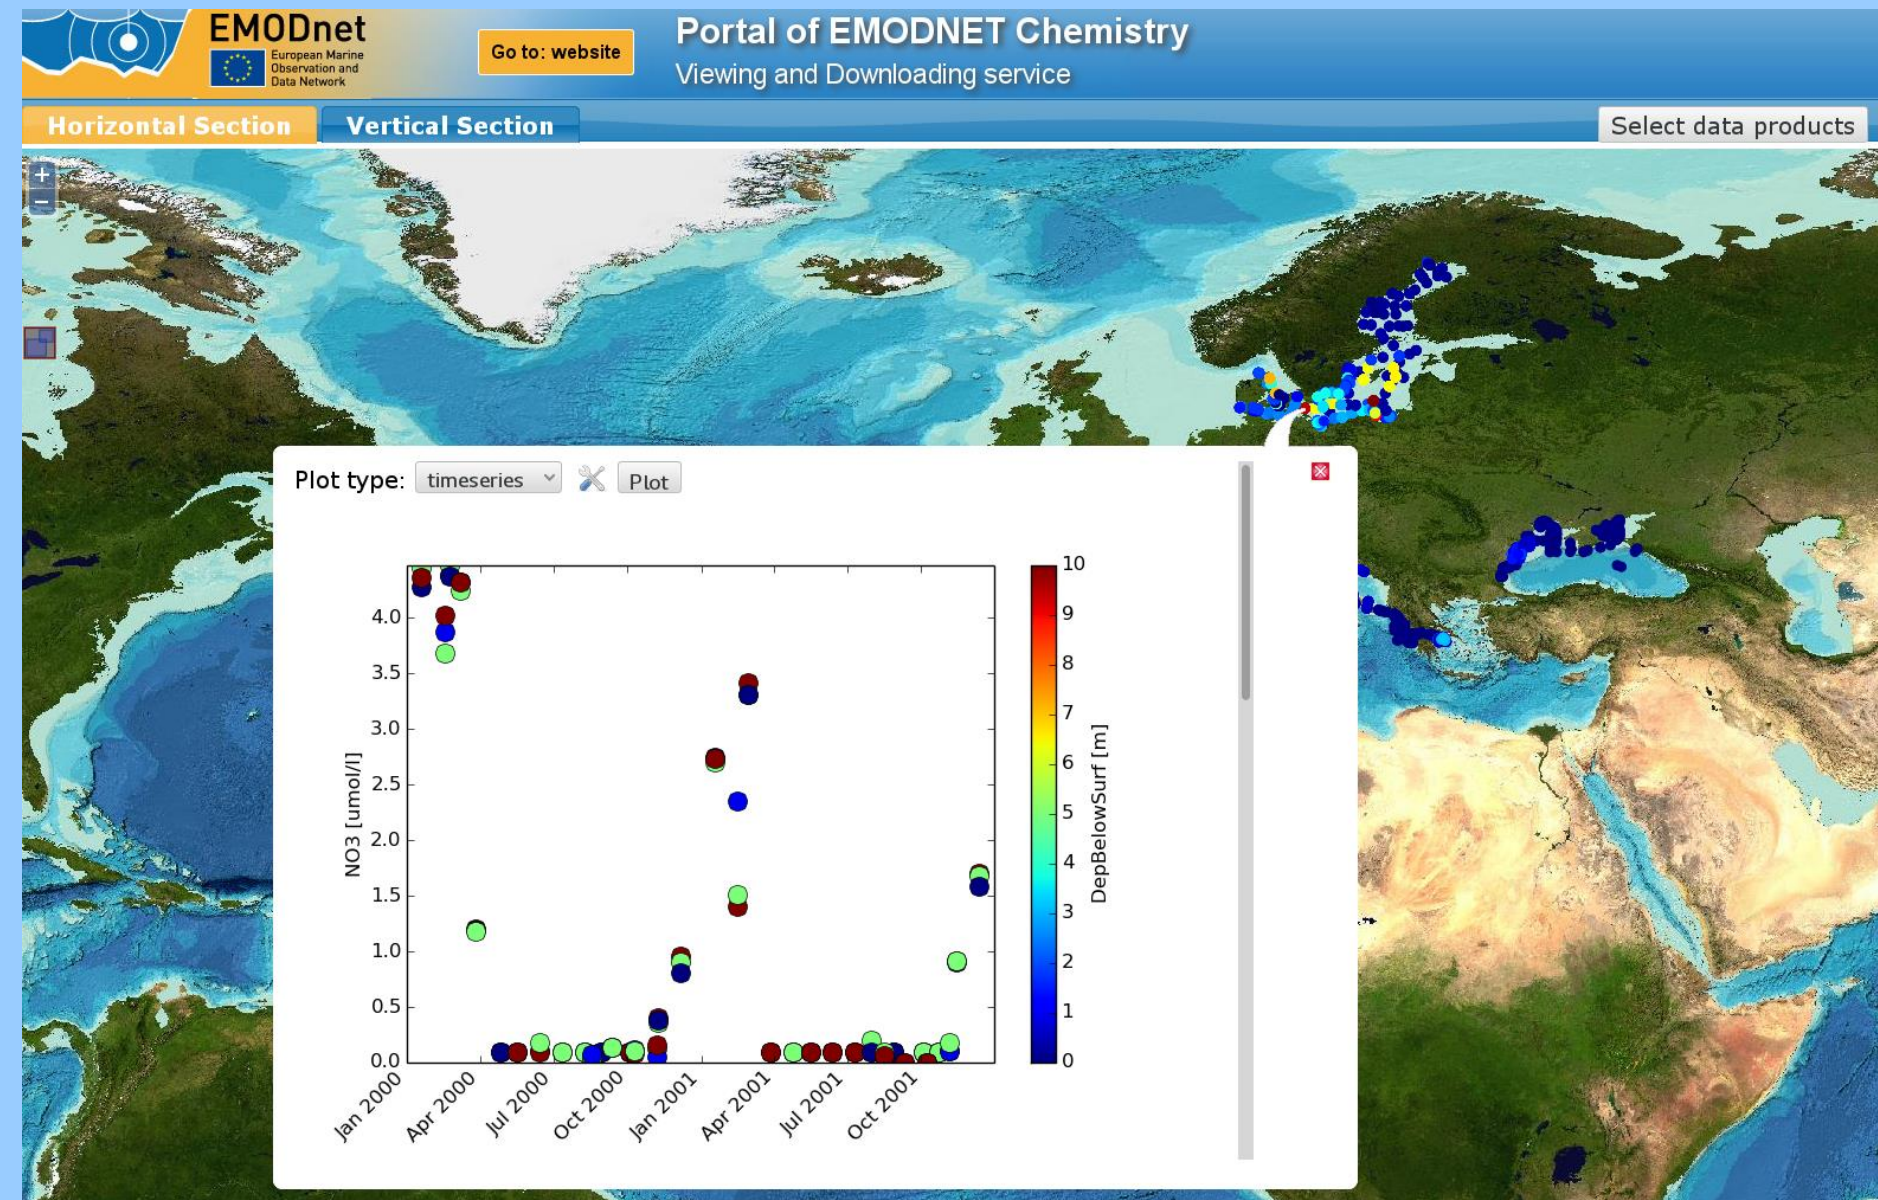 EMODnet
European Marine
Observation and
Data Network
Go to: website
Portal of EMODNET Chemistry
Viewing and Downloading service
Horizontal Section
Vertical Section
Select data products
+
−
Plot type:
timeseries
Plot
NO3 [umol/l]
4.0
3.5
3.0
2.5
2.0
1.5
1.0
0.5
0.0
Jan 2000
Apr 2000
Jul 2000
Oct 2000
Jan 2001
Apr 2001
Jul 2001
Oct 2001
10
9
8
7
6
5
4
3
2
1
0
DepBelowSurf [m]